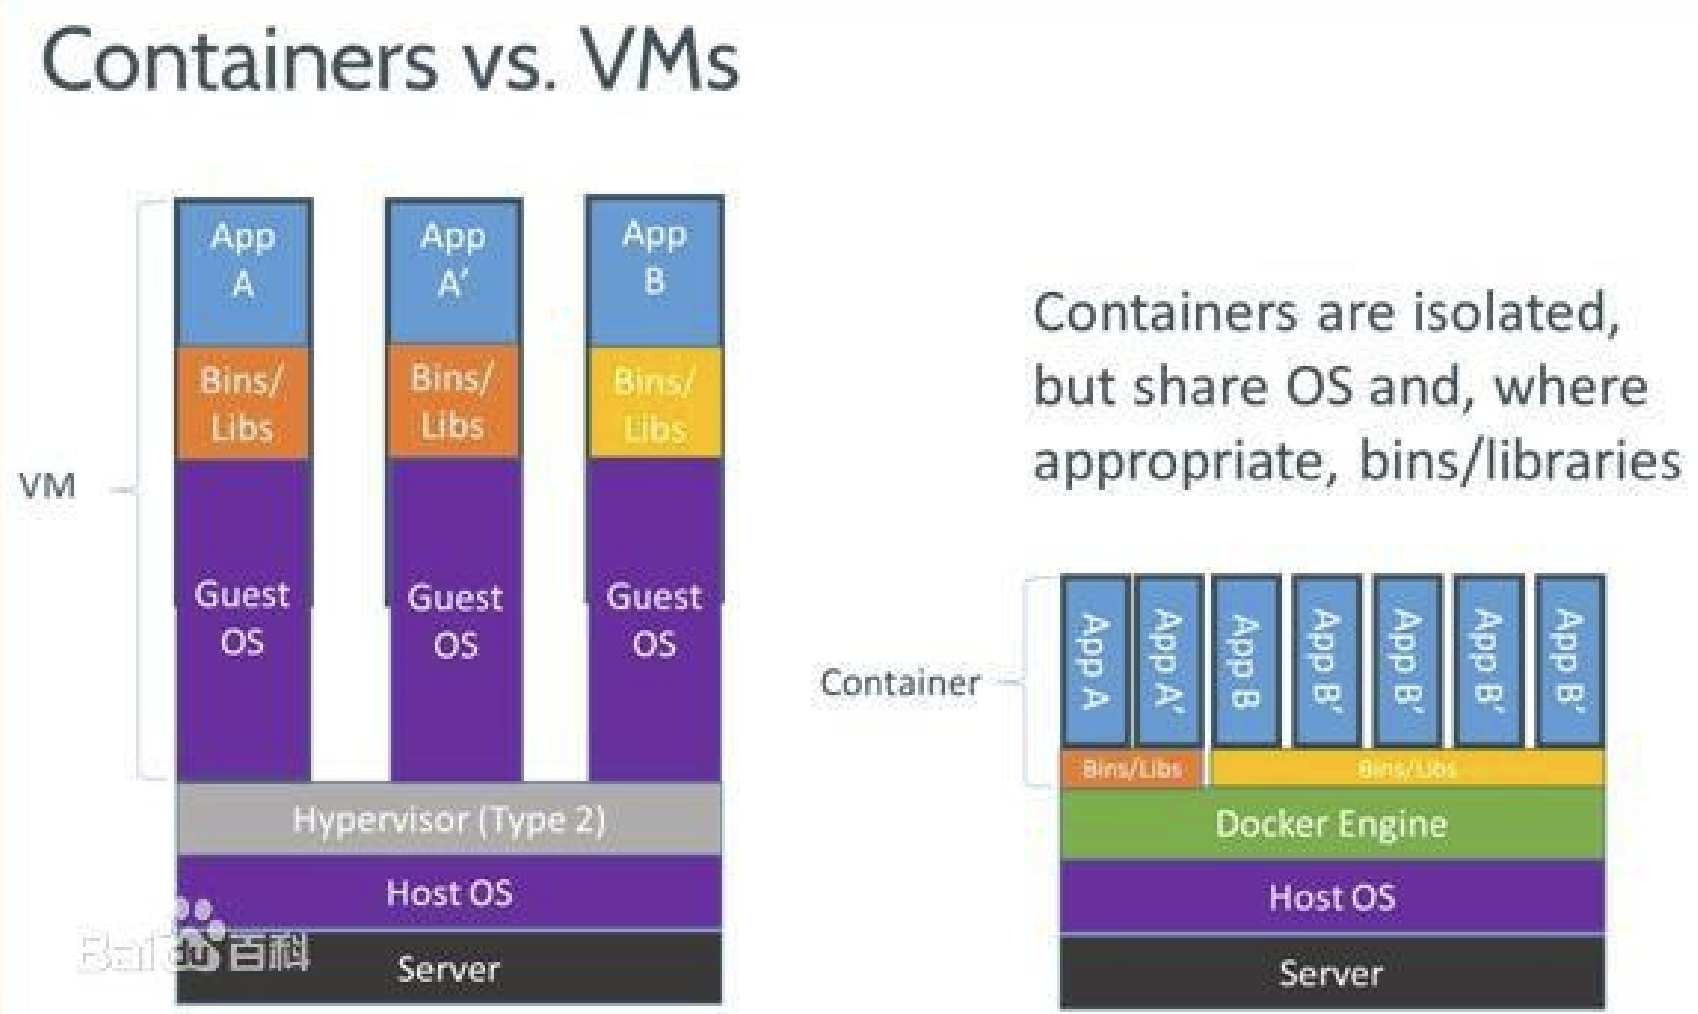 Containers vs. VMs
App
A
App
A′
App
B
Bins/
Libs
Bins/
Libs
Bins/
Libs
VM
Guest
OS
Guest
OS
Guest
OS
Hypervisor (Type 2)
Host OS
Server
Baidu百科
Containers are isolated,
but share OS and, where
appropriate, bins/libraries
Container
App A
App A′
App B
App B′
App B′
App B′
App B′
Bins/Libs
Bins/Libs
Docker Engine
Host OS
Server